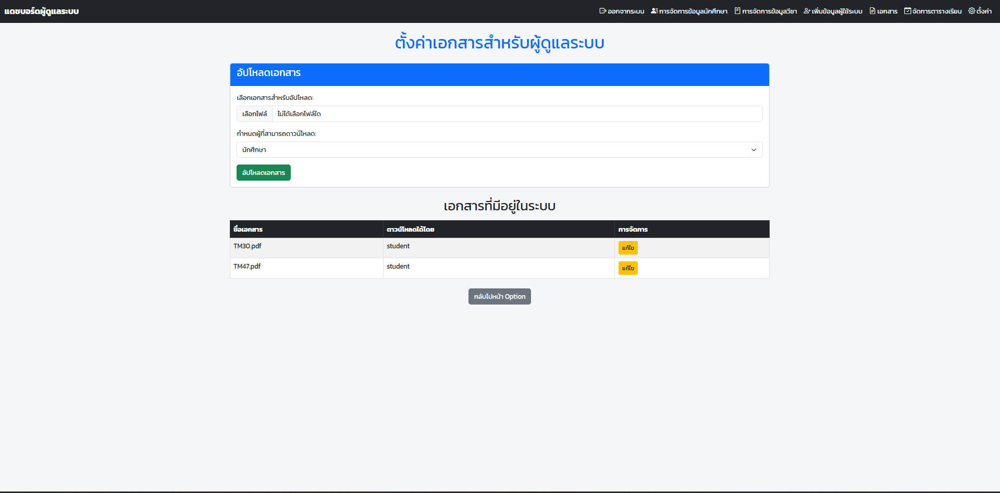 แดชบอร์ดผู้ดูแลระบบ ออกจากระบบ การจัดการข้อมูลนักศึกษา การจัดการข้อมูลวิชา เพิ่มข้อมูลผู้ใช้ระบบ เอกสาร จัดการตารางเรียน ตั้งค่า
ตั้งค่าเอกสารสำหรับผู้ดูแลระบบ
อัปโหลดเอกสาร
เลือกเอกสารสำหรับอัปโหลด:
เลือกไฟล์ ไม่ได้เลือกไฟล์ใด
กำหนดผู้ที่สามารถดาวน์โหลด:
นักศึกษา
อัปโหลดเอกสาร
เอกสารที่มีอยู่ในระบบ
ชื่อเอกสาร ดาวน์โหลดได้โดย การจัดการ
TM30.pdf student แก้ไข
TM47.pdf student แก้ไข
กลับไปหน้า Option